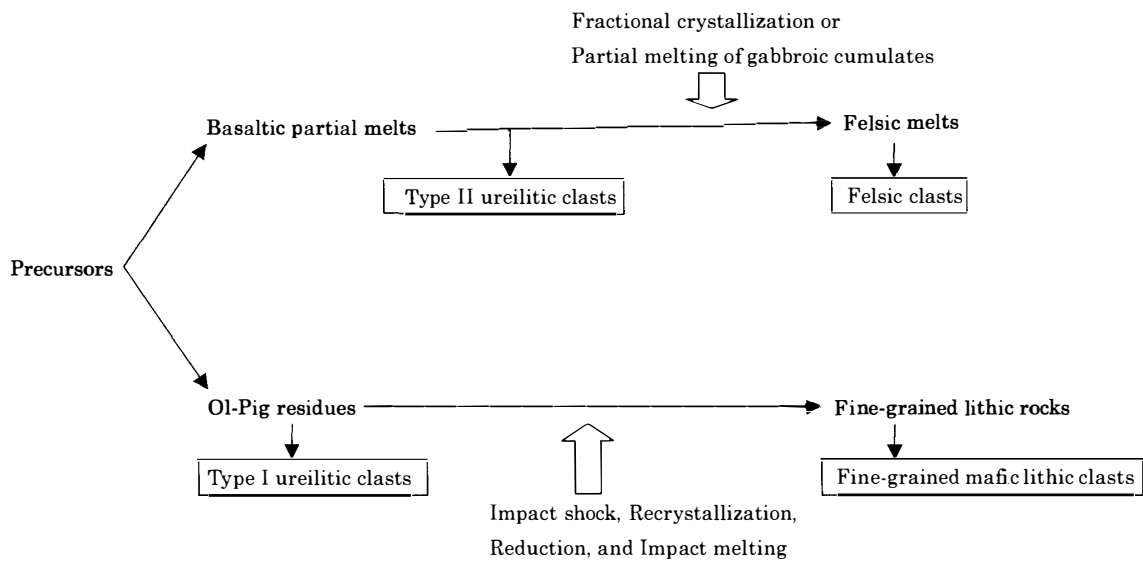 Fractional crystallization or
Partial melting of gabbroic cumulates
Basaltic partial melts
Felsic melts
Type II ureilitic clasts
Felsic clasts
Precursors
Ol-Pig residues
Fine-grained lithic rocks
Type I ureilitic clasts
Fine-grained mafic lithic clasts
Impact shock, Recrystallization,
Reduction, and Impact melting